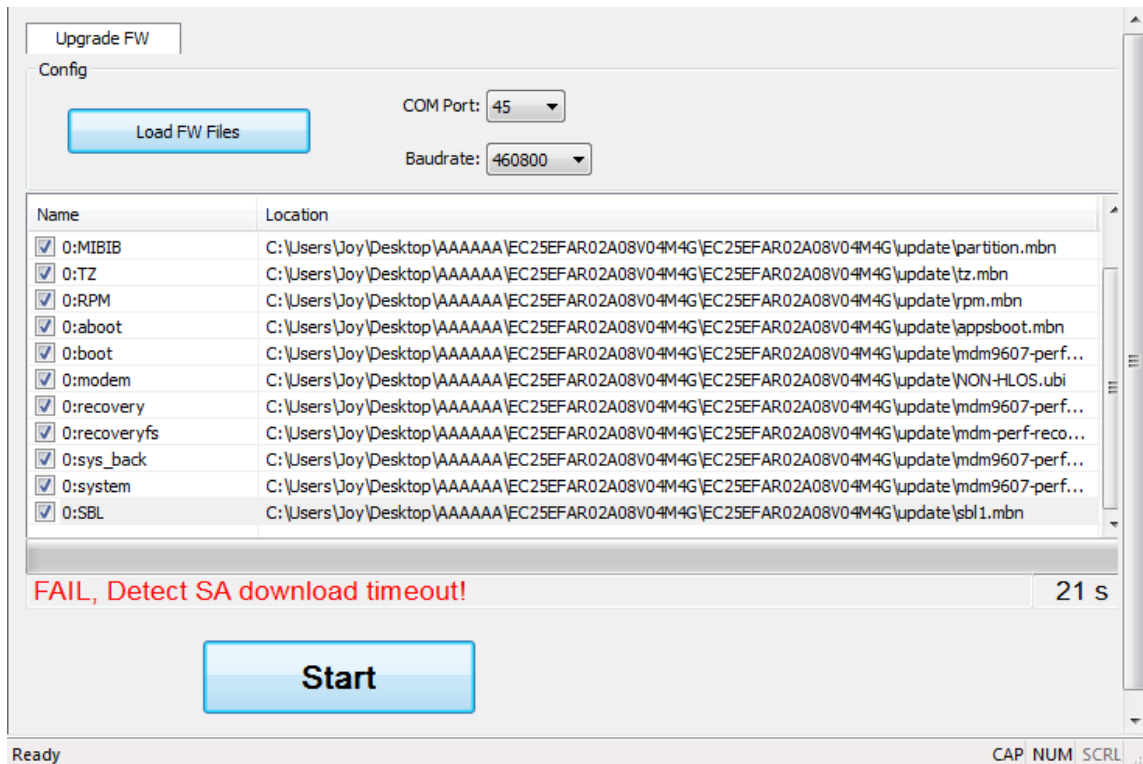 Upgrade FW
Config
Load FW Files
COM Port: 45
Baudrate: 460800
Name Location
0:MIBIB C:\Users\Joy\Desktop\AAAAAA\EC25EFAR02A08V04M4G\EC25EFAR02A08V04M4G\update\partition.mbn
0:TZ C:\Users\Joy\Desktop\AAAAAA\EC25EFAR02A08V04M4G\EC25EFAR02A08V04M4G\update\tz.mbn
0:RPM C:\Users\Joy\Desktop\AAAAAA\EC25EFAR02A08V04M4G\EC25EFAR02A08V04M4G\update\rpm.mbn
0:aboot C:\Users\Joy\Desktop\AAAAAA\EC25EFAR02A08V04M4G\EC25EFAR02A08V04M4G\update\appsboot.mbn
0:boot C:\Users\Joy\Desktop\AAAAAA\EC25EFAR02A08V04M4G\EC25EFAR02A08V04M4G\update\mdm9607-perf...
0:modem C:\Users\Joy\Desktop\AAAAAA\EC25EFAR02A08V04M4G\EC25EFAR02A08V04M4G\update\NON-HLOS.ubi
0:recovery C:\Users\Joy\Desktop\AAAAAA\EC25EFAR02A08V04M4G\EC25EFAR02A08V04M4G\update\mdm9607-perf...
0:recoveryfs C:\Users\Joy\Desktop\AAAAAA\EC25EFAR02A08V04M4G\EC25EFAR02A08V04M4G\update\mdm-perf-reco...
0:sys_back C:\Users\Joy\Desktop\AAAAAA\EC25EFAR02A08V04M4G\EC25EFAR02A08V04M4G\update\mdm9607-perf...
0:system C:\Users\Joy\Desktop\AAAAAA\EC25EFAR02A08V04M4G\EC25EFAR02A08V04M4G\update\mdm9607-perf...
0:SBL C:\Users\Joy\Desktop\AAAAAA\EC25EFAR02A08V04M4G\EC25EFAR02A08V04M4G\update\sbl1.mbn
FAIL, Detect SA download timeout! 21 s
Start
Ready CAP NUM SCRL